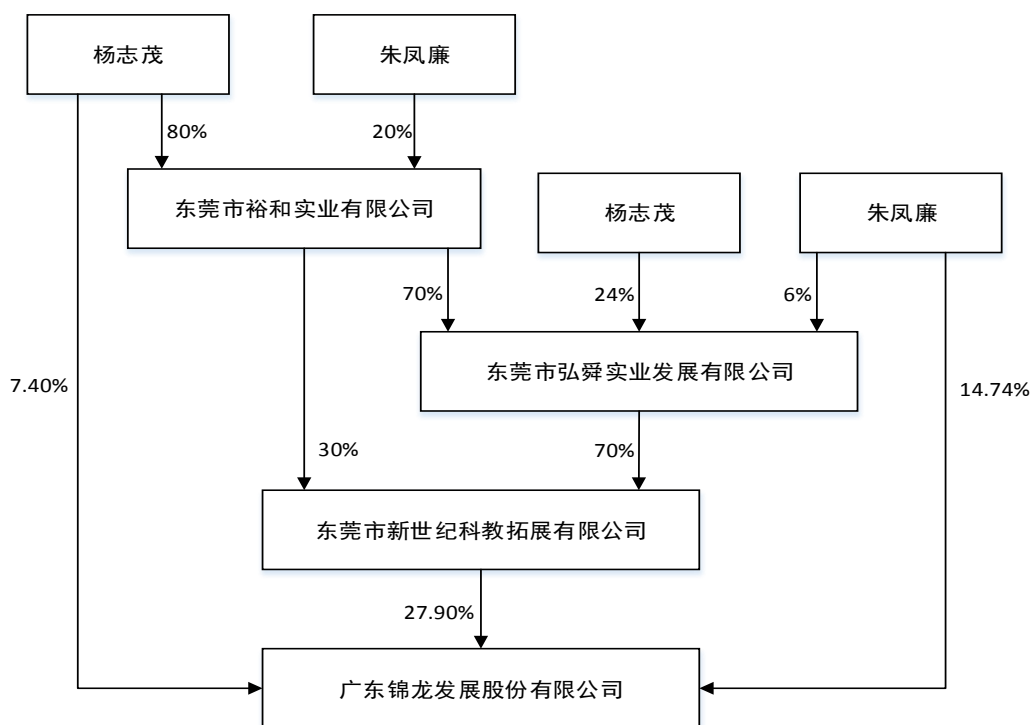 杨志茂
朱凤廉
80%
20%
东莞市裕和实业有限公司
杨志茂
朱凤廉
70%
24%
6%
东莞市弘舜实业发展有限公司
7.40%
14.74%
30%
70%
东莞市新世纪科教拓展有限公司
27.90%
广东锦龙发展股份有限公司